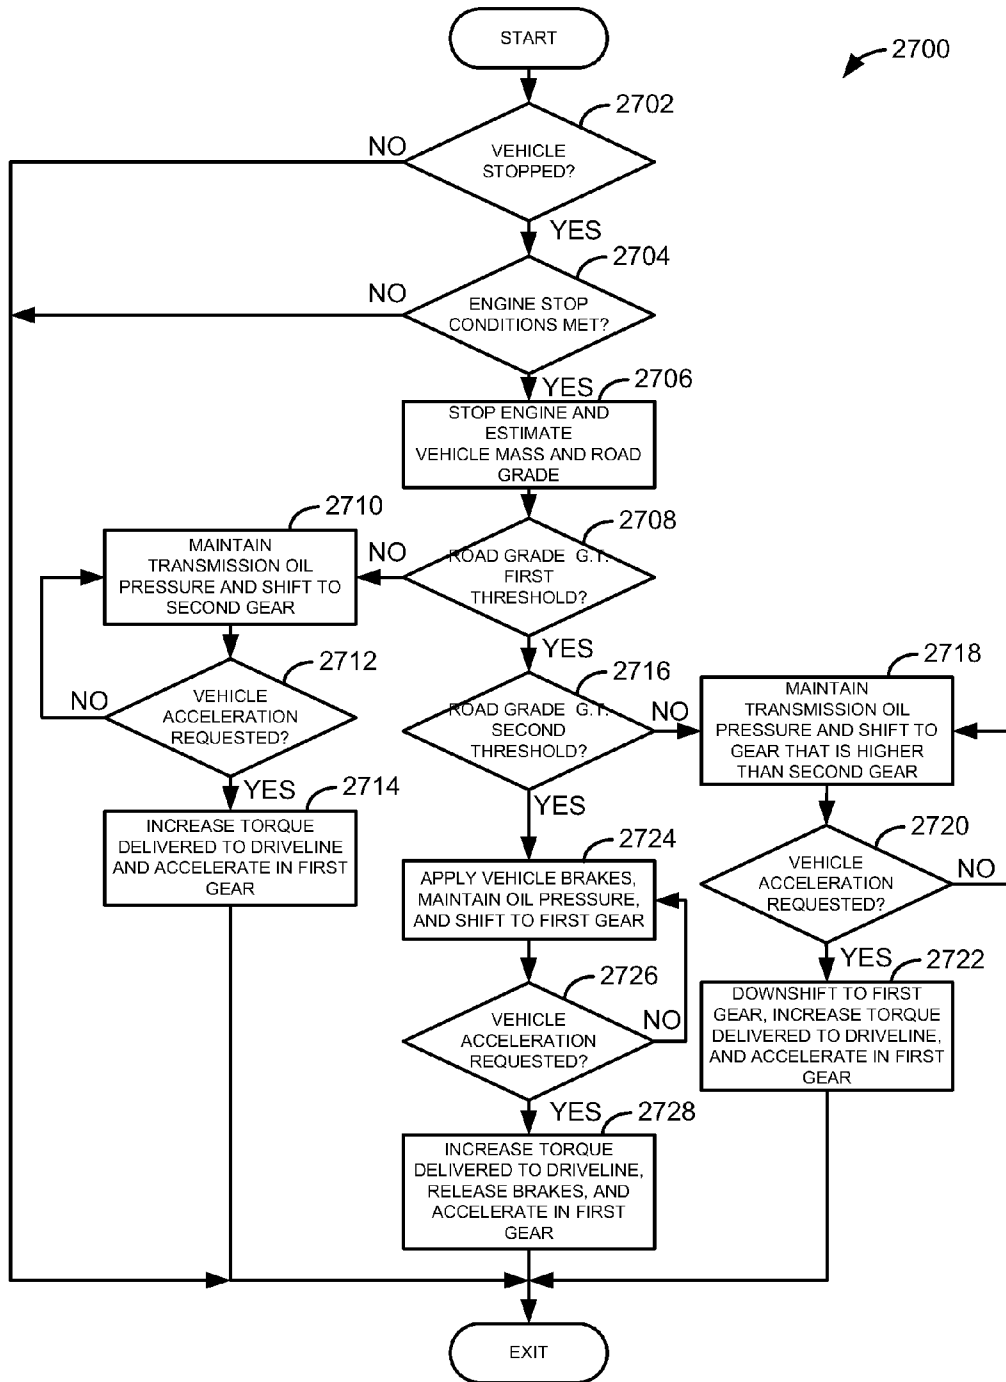 START
2700
2702
NO
VEHICLE
STOPPED?
YES
2704
NO
ENGINE STOP
CONDITIONS MET?
YES
2706
STOP ENGINE AND
ESTIMATE
VEHICLE MASS AND ROAD
GRADE
2710
MAINTAIN
TRANSMISSION OIL
PRESSURE AND SHIFT TO
SECOND GEAR
2708
NO
ROAD GRADE G.T.
FIRST
THRESHOLD?
YES
2712
NO
VEHICLE
ACCELERATION
REQUESTED?
YES
2716
ROAD GRADE G.T.
SECOND
THRESHOLD?
NO
YES
2718
MAINTAIN
TRANSMISSION OIL
PRESSURE AND SHIFT TO
GEAR THAT IS HIGHER
THAN SECOND GEAR
2714
INCREASE TORQUE
DELIVERED TO DRIVELINE
AND ACCELERATE IN FIRST
GEAR
2724
APPLY VEHICLE BRAKES,
MAINTAIN OIL PRESSURE,
AND SHIFT TO FIRST GEAR
2720
VEHICLE
ACCELERATION
REQUESTED?
NO
YES
2726
VEHICLE
ACCELERATION
REQUESTED?
NO
YES
2722
DOWNSHIFT TO FIRST
GEAR, INCREASE TORQUE
DELIVERED TO DRIVELINE,
AND ACCELERATE IN FIRST
GEAR
2728
INCREASE TORQUE
DELIVERED TO DRIVELINE,
RELEASE BRAKES, AND
ACCELERATE IN FIRST
GEAR
EXIT